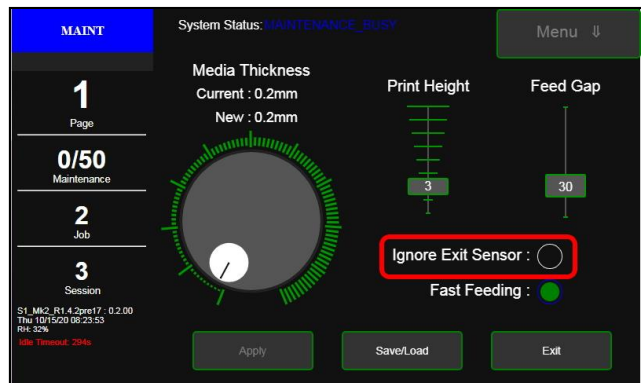 MAINT
System Status: MAINTENANCE_BUSY
Menu ⇓
1
Page
0/50
Maintenance
2
Job
3
Session
S1_Mk2_R1.4.2pre17 : 0.2.00
Thu 10/15/20 08:23:53
RH: 32%
Idle Timeout: 294s
Media Thickness
Current : 0.2mm
New : 0.2mm
Print Height
3
Feed Gap
30
Ignore Exit Sensor :
Fast Feeding :
Apply
Save/Load
Exit